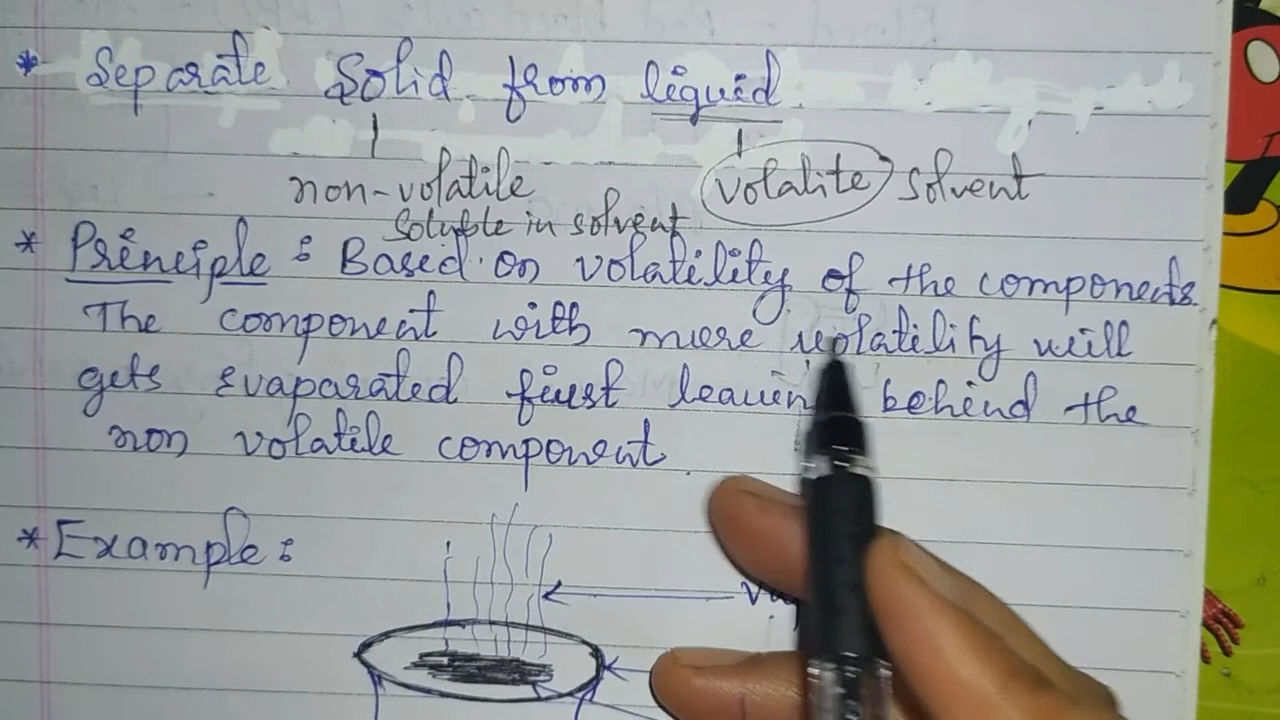 * Separate Solid from liquid.
non-volatile volatite solvent
Soluble in solvent
* Principle : Based on volatility of the components.
The component with more volatility will
gets Evaparated first leavin behind the
non volatile component.
* Example :